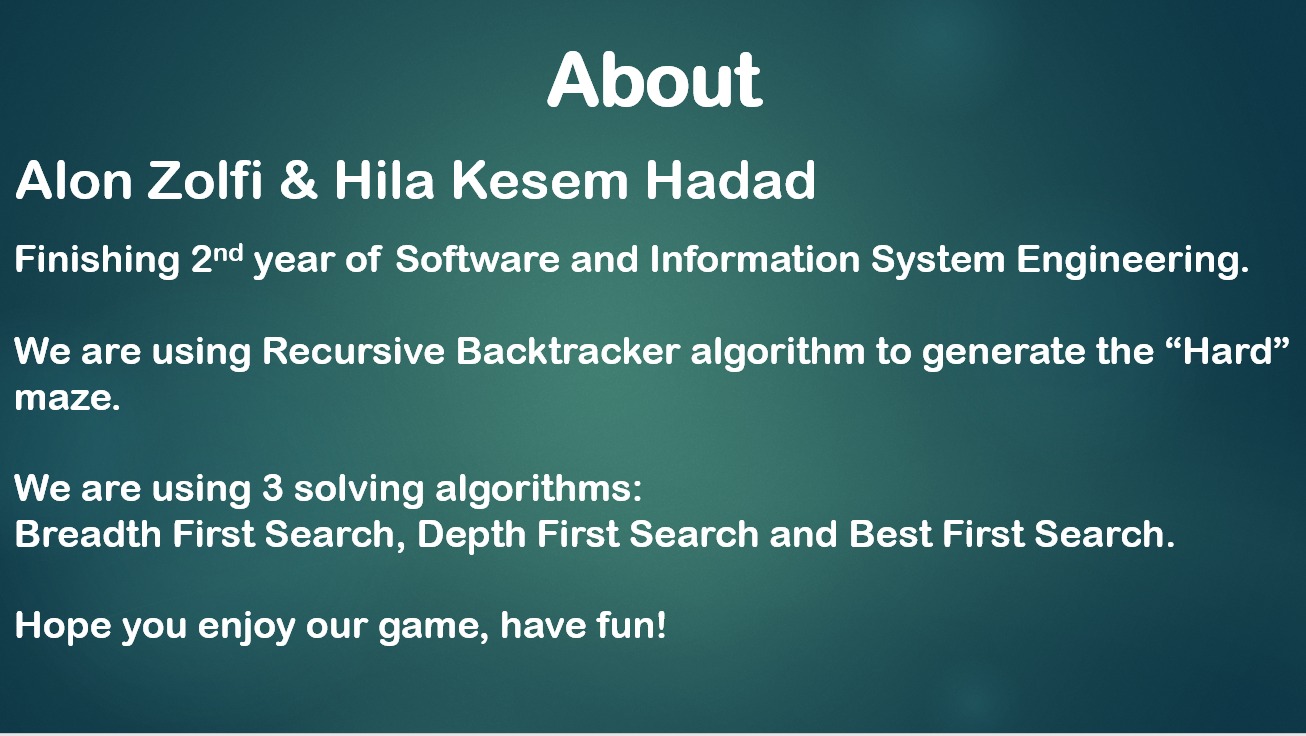 About
Alon Zolfi & Hila Kesem Hadad
Finishing 2nd year of Software and Information System Engineering.
We are using Recursive Backtracker algorithm to generate the “Hard”
maze.
We are using 3 solving algorithms:
Breadth First Search, Depth First Search and Best First Search.
Hope you enjoy our game, have fun!